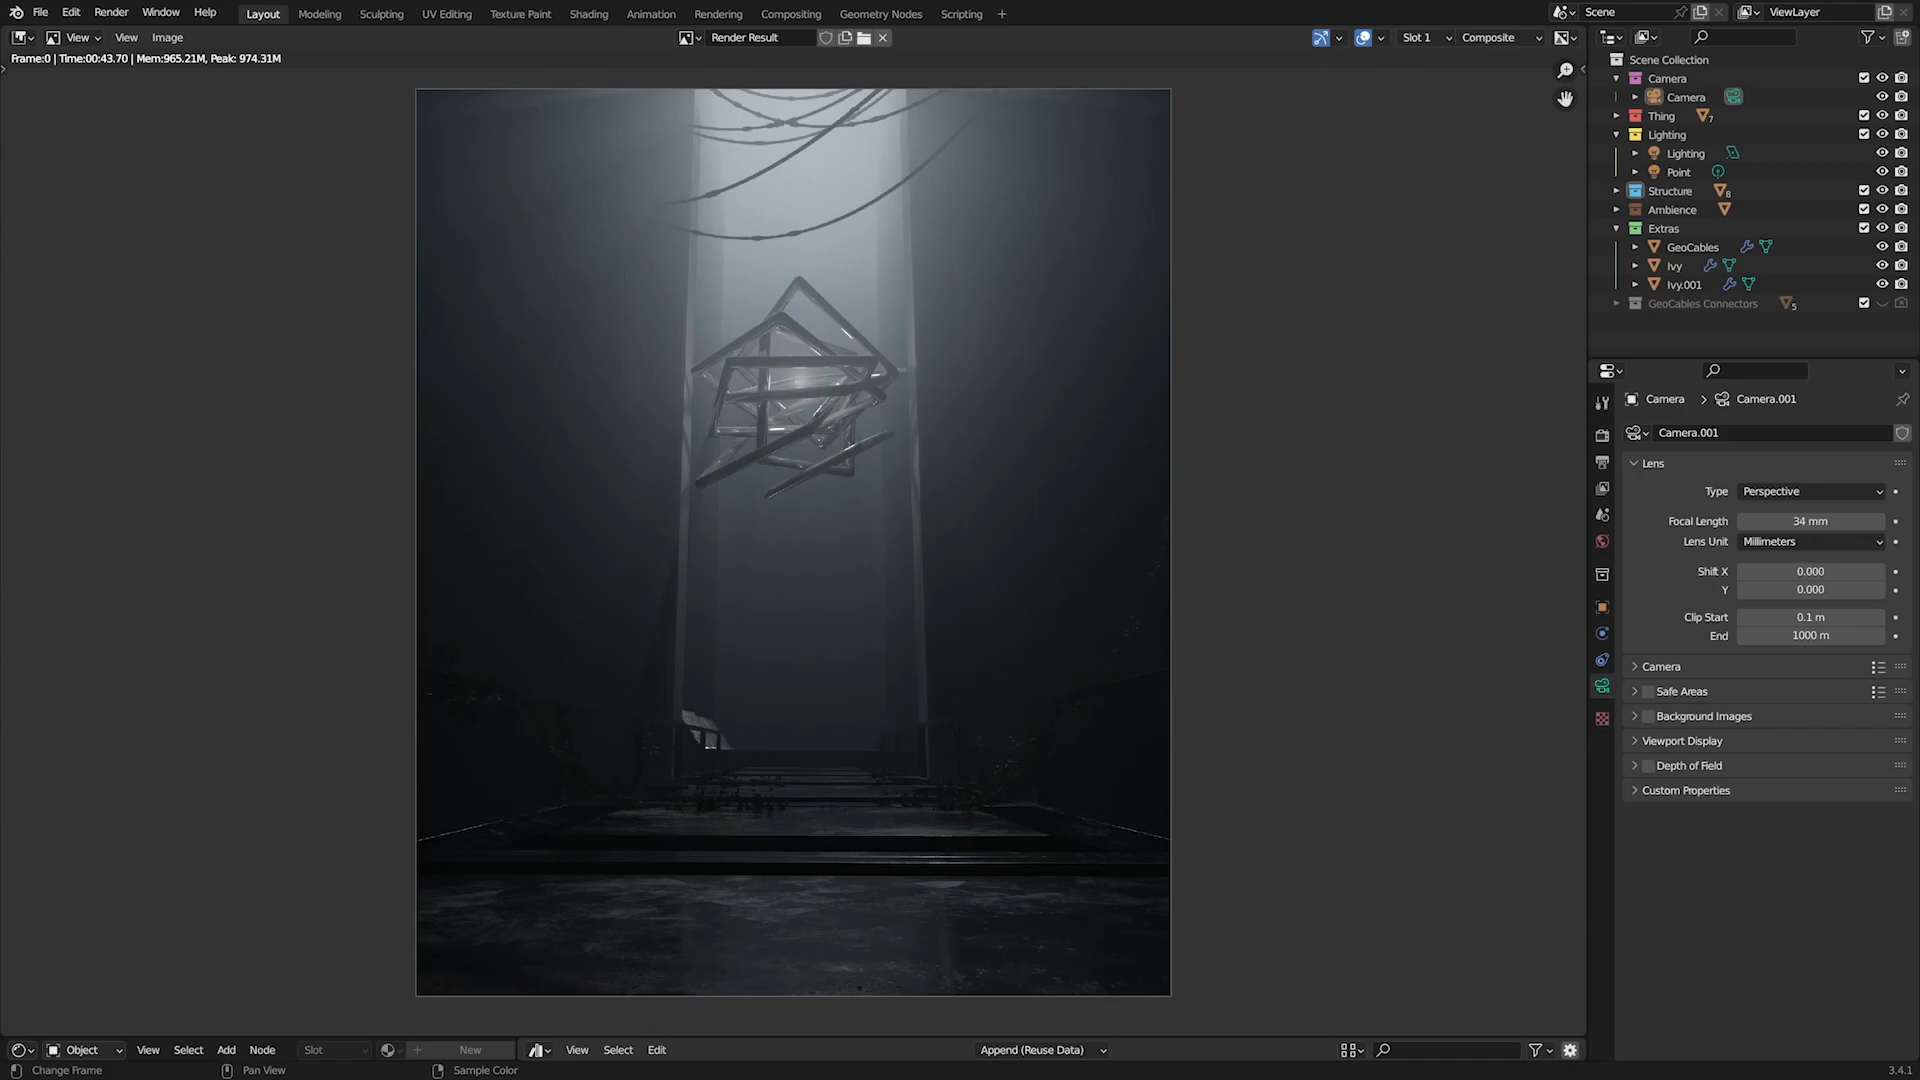 File Edit Render Window Help Layout Modeling Sculpting UV Editing Texture Paint Shading Animation Rendering Compositing Geometry Nodes Scripting + Scene ViewLayer
View View Image Render Result Slot 1 Composite
Frame:0 | Time:00:43.70 | Mem:965.21M, Peak: 974.31M
Scene Collection
Camera
Camera
Thing 7
Lighting
Lighting
Point
Structure 8
Ambience
Extras
GeoCables
Ivy
Ivy.001
GeoCables Connectors 5
Camera > Camera.001
Camera.001
Lens
Type Perspective
Focal Length 34 mm
Lens Unit Millimeters
Shift X 0.000
Y 0.000
Clip Start 0.1 m
End 1000 m
Camera
Safe Areas
Background Images
Viewport Display
Depth of Field
Custom Properties
Object View Select Add Node Slot New View Select Edit Append (Reuse Data)
Change Frame Pan View Sample Color 3.4.1